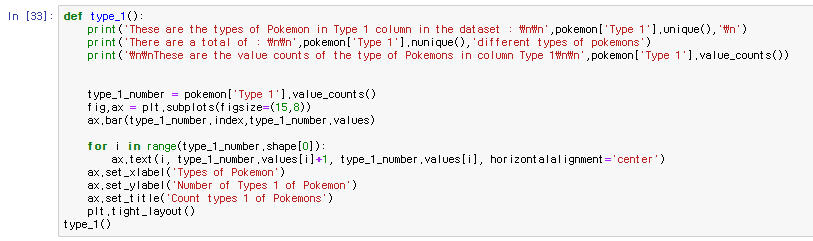 In [33]: def type_1():
    print('These are the types of Pokemon in Type 1 column in the dataset : ₩n₩n',pokemon['Type 1'].unique(),'₩n')
    print('There are a total of : ₩n₩n',pokemon['Type 1'].nunique(),'different types of pokemons')
    print('₩n₩nThese are the value counts of the type of Pokemons in column Type 1₩n₩n',pokemon['Type 1'].value_counts())
    type_1_number = pokemon['Type 1'].value_counts()
    fig,ax = plt.subplots(figsize=(15,8))
    ax.bar(type_1_number.index,type_1_number.values)
    for i in range(type_1_number.shape[0]):
        ax.text(i, type_1_number.values[i]+1, type_1_number.values[i], horizontalalignment='center')
    ax.set_xlabel('Types of Pokemon')
    ax.set_ylabel('Number of Types 1 of Pokemon')
    ax.set_title('Count types 1 of Pokemons')
    plt.tight_layout()
type_1()